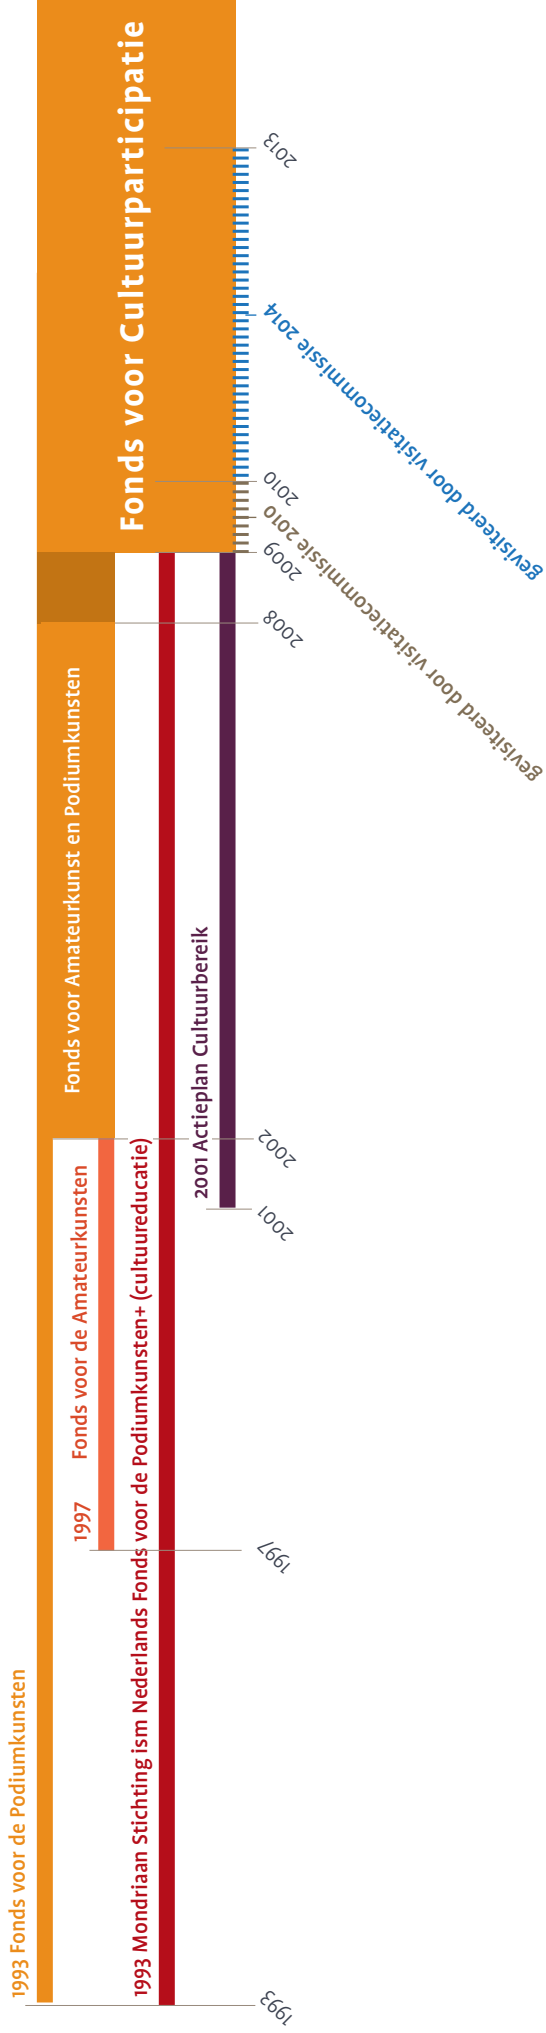 Fonds voor Cultuurparticipatie
2013
gevisiteerd door visitatiecommissie 2014
2010
gevisiteerd door visitatiecommissie 2010
2009
2008
Fonds voor Amateurkunst en Podiumkunsten
2001 Actieplan Cultuurbereik
2002
2001
1997 Fonds voor de Amateurkunsten
1993 Mondriaan Stichting ism Nederlands Fonds voor de Podiumkunsten+ (cultuureducatie)
1997
1993 Fonds voor de Podiumkunsten
1993